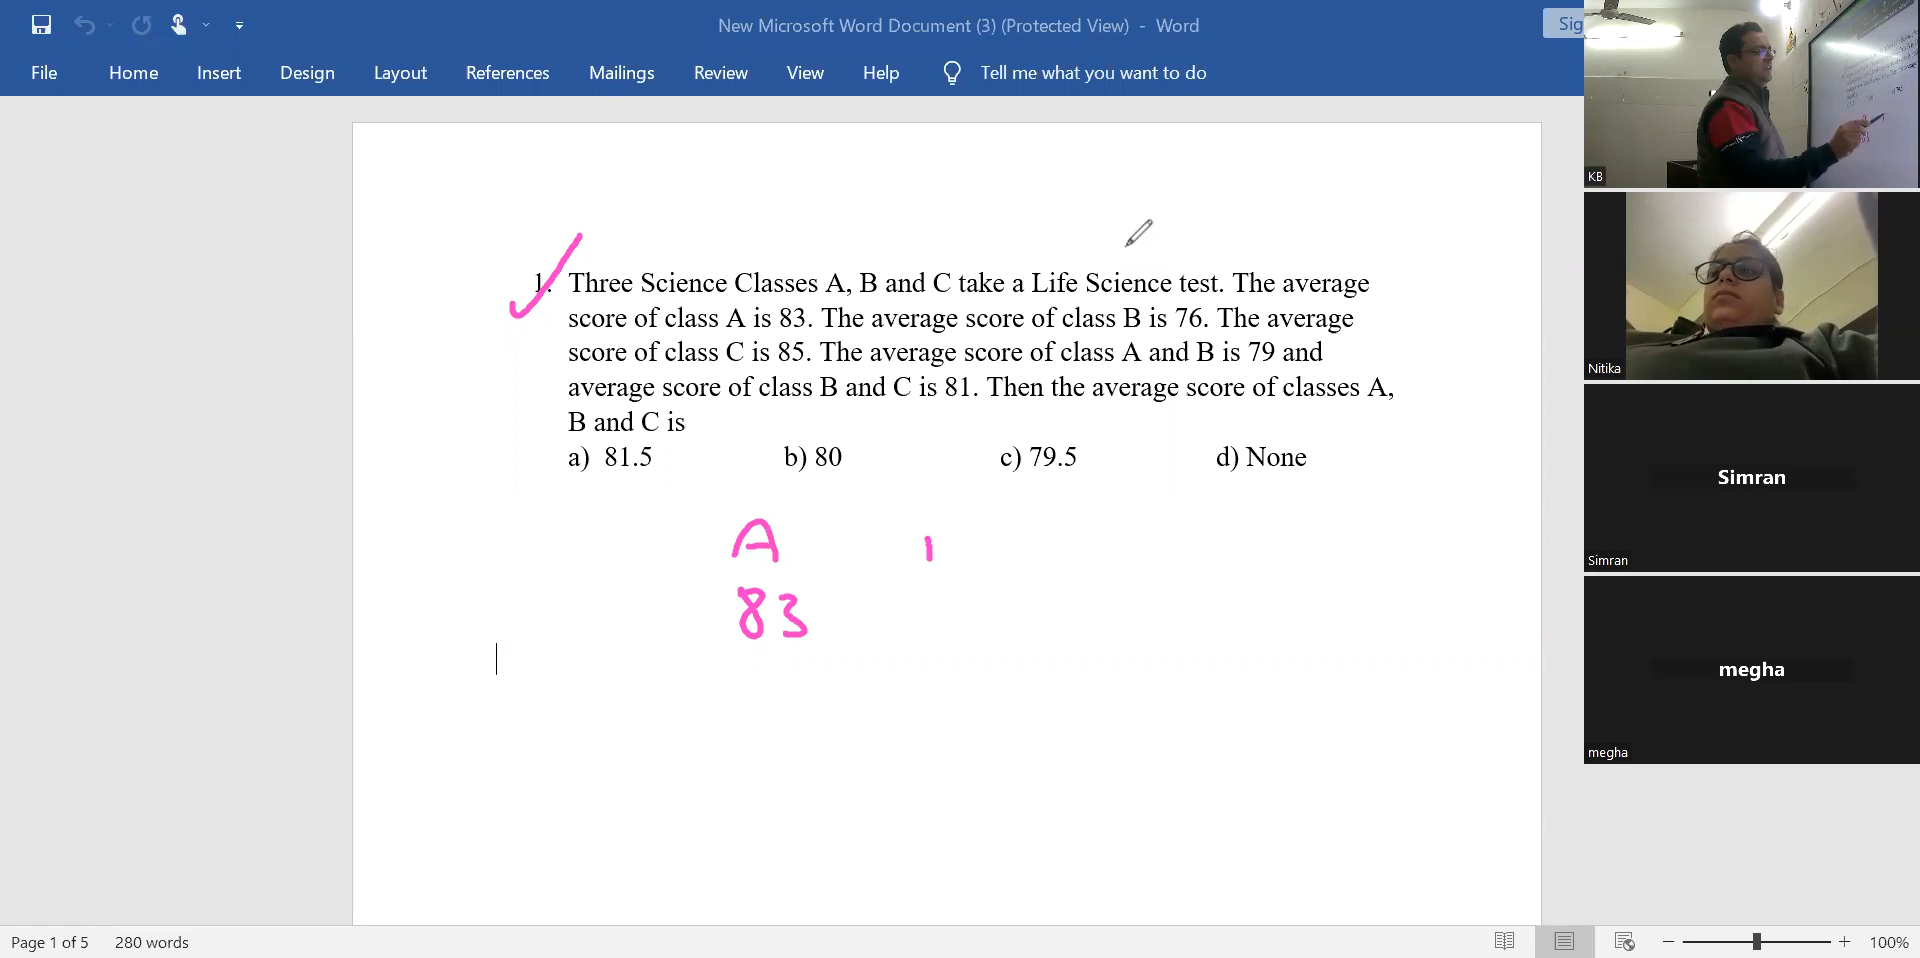 New Microsoft Word Document (3) (Protected View) - Word
Sig
File Home Insert Design Layout References Mailings Review View Help Tell me what you want to do
1. Three Science Classes A, B and C take a Life Science test. The average
score of class A is 83. The average score of class B is 76. The average
score of class C is 85. The average score of class A and B is 79 and
average score of class B and C is 81. Then the average score of classes A,
B and C is
a) 81.5 b) 80 c) 79.5 d) None
A
83
KB
Nitika
Simran
Simran
megha
megha
Page 1 of 5 280 words
100%